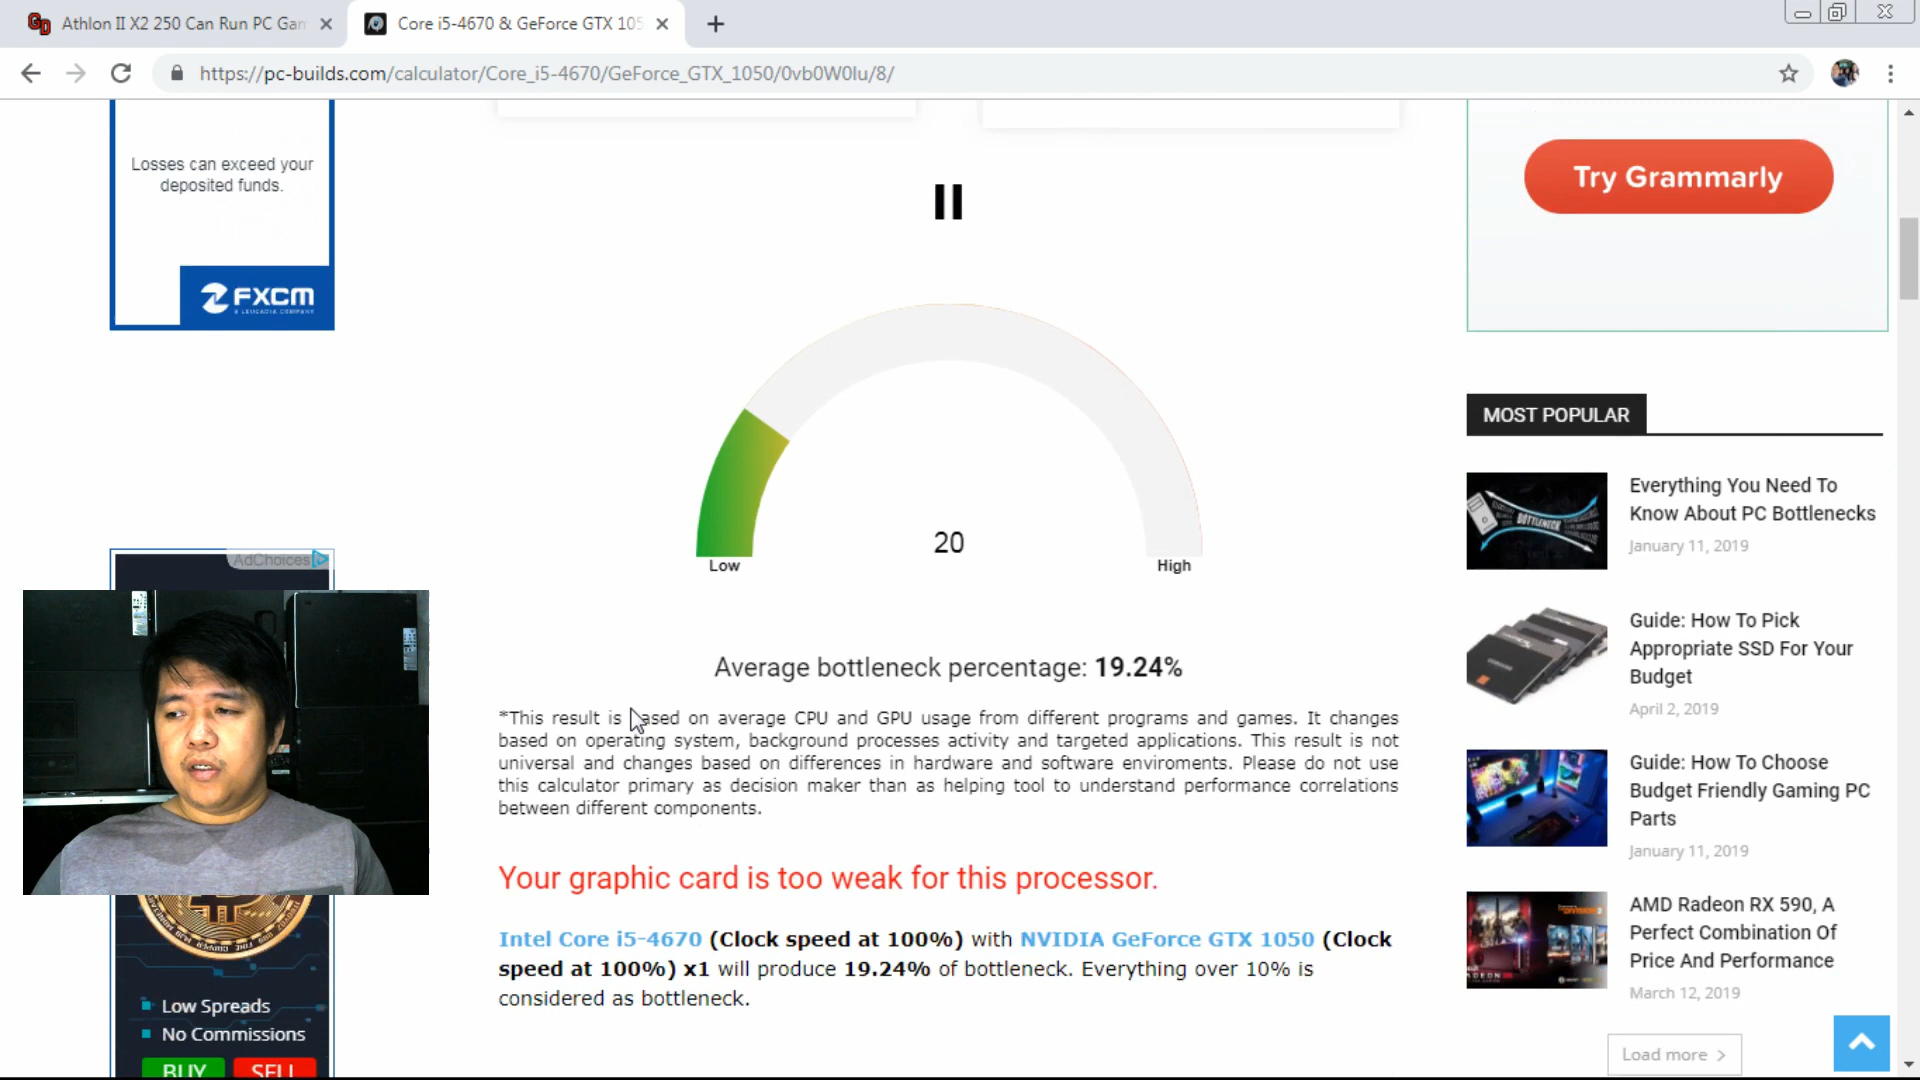 Athlon II X2 250 Can Run PC Gam
Core i5-4670 & GeForce GTX 105
https://pc-builds.com/calculator/Core_i5-4670/GeForce_GTX_1050/0vb0W0lu/8/
Losses can exceed your
deposited funds.
FXCM
A LEUCADIA COMPANY
Try Grammarly
20
Low
High
Average bottleneck percentage: 19.24%
*This result is based on average CPU and GPU usage from different programs and games. It changes
based on operating system, background processes activity and targeted applications. This result is not
universal and changes based on differences in hardware and software enviroments. Please do not use
this calculator primary as decision maker than as helping tool to understand performance correlations
between different components.
Your graphic card is too weak for this processor.
Intel Core i5-4670 (Clock speed at 100%) with NVIDIA GeForce GTX 1050 (Clock
speed at 100%) x1 will produce 19.24% of bottleneck. Everything over 10% is
considered as bottleneck.
MOST POPULAR
BOTTLENECK
Everything You Need To
Know About PC Bottlenecks
January 11, 2019
Guide: How To Pick
Appropriate SSD For Your
Budget
April 2, 2019
Guide: How To Choose
Budget Friendly Gaming PC
Parts
January 11, 2019
AMD Radeon RX 590, A
Perfect Combination Of
Price And Performance
March 12, 2019
Load more >
AdChoices
Low Spreads
No Commissions
BUY
SELL